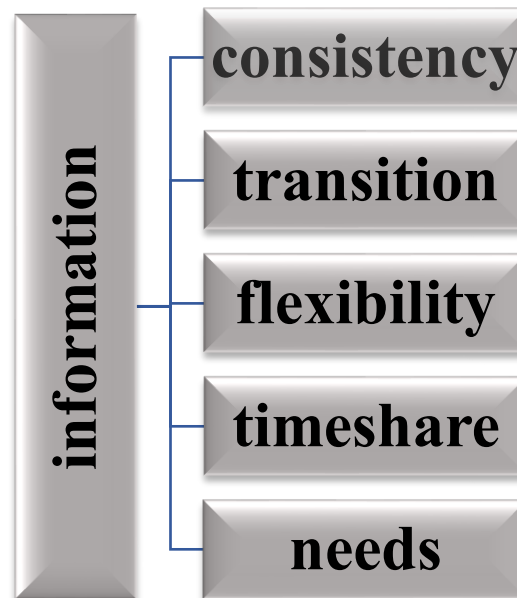 information
consistency
transition
flexibility
timeshare
needs